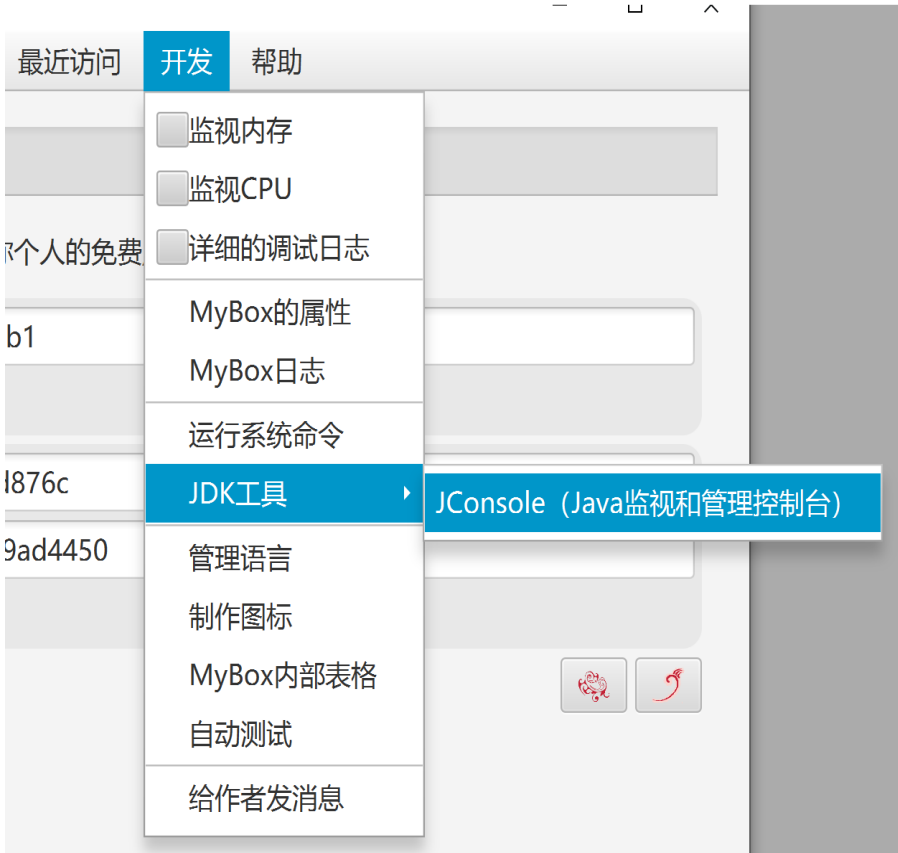 最近访问 开发 帮助
监视内存
监视CPU
详细的调试日志
个人的免费
MyBox的属性
b1
MyBox日志
运行系统命令
d876c
JDK工具
JConsole（Java监视和管理控制台）
9ad4450
管理语言
制作图标
MyBox内部表格
自动测试
给作者发消息